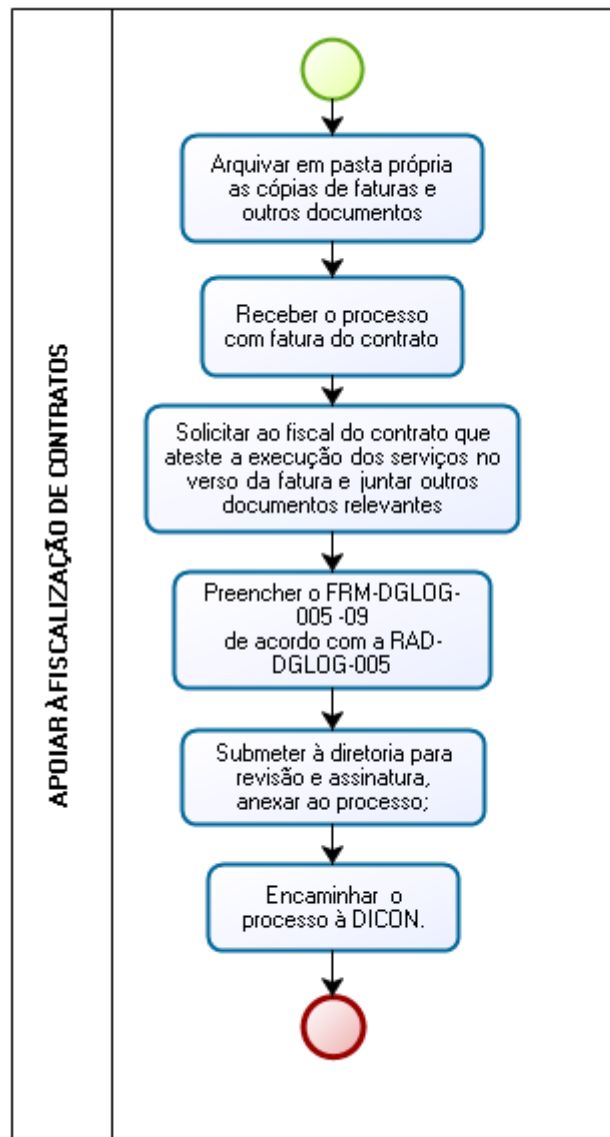 APOIAR À FISCALIZAÇÃO DE CONTRATOS
Arquivar em pasta própria
as cópias de faturas e
outros documentos
Receber o processo
com fatura do contrato
Solicitar ao fiscal do contrato que
ateste a execução dos serviços no
verso da fatura e juntar outros
documentos relevantes
Preencher o FRM-DGLOG-
005 -09
de acordo com a RAD-
DGLOG-005
Submeter à diretoria para
revisão e assinatura,
anexar ao processo;
Encaminhar o
processo à DICON.